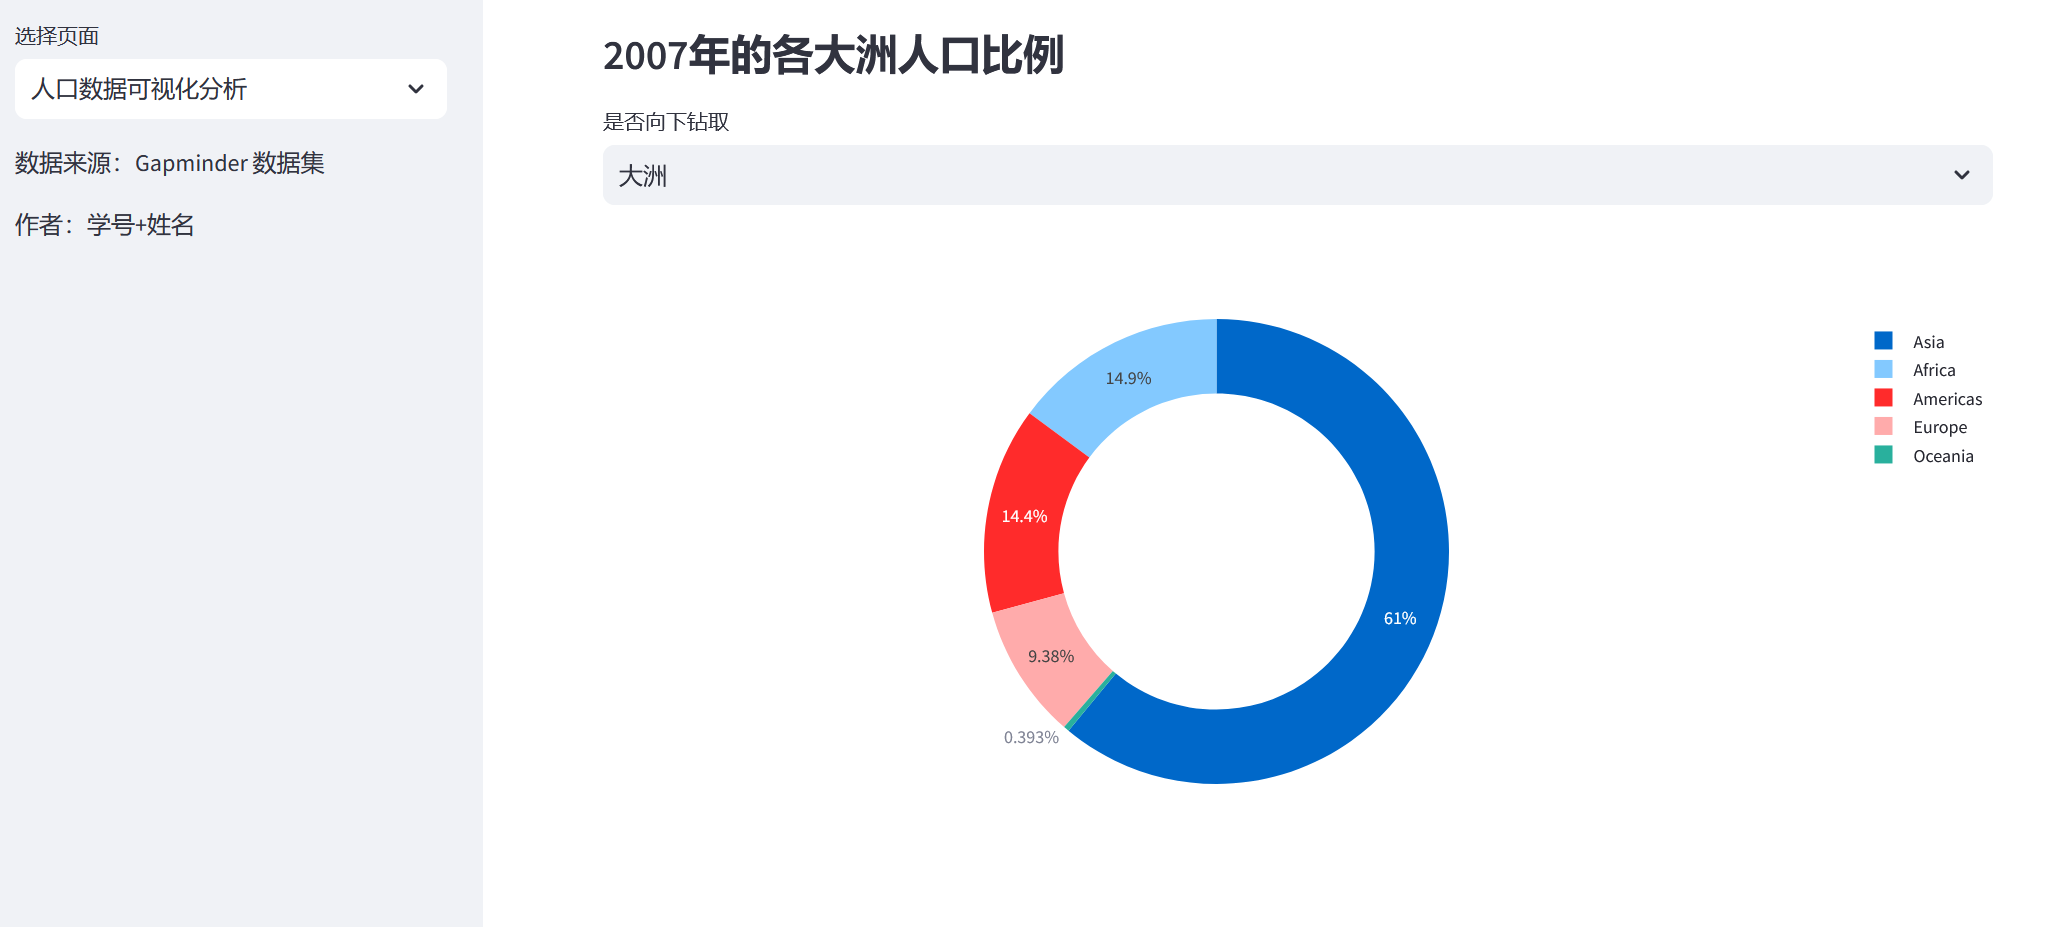 选择页面
人口数据可视化分析
数据来源：Gapminder 数据集
作者：学号+姓名
2007年的各大洲人口比例
是否向下钻取
大洲
14.9%
14.4%
9.38%
0.393%
61%
Asia
Africa
Americas
Europe
Oceania